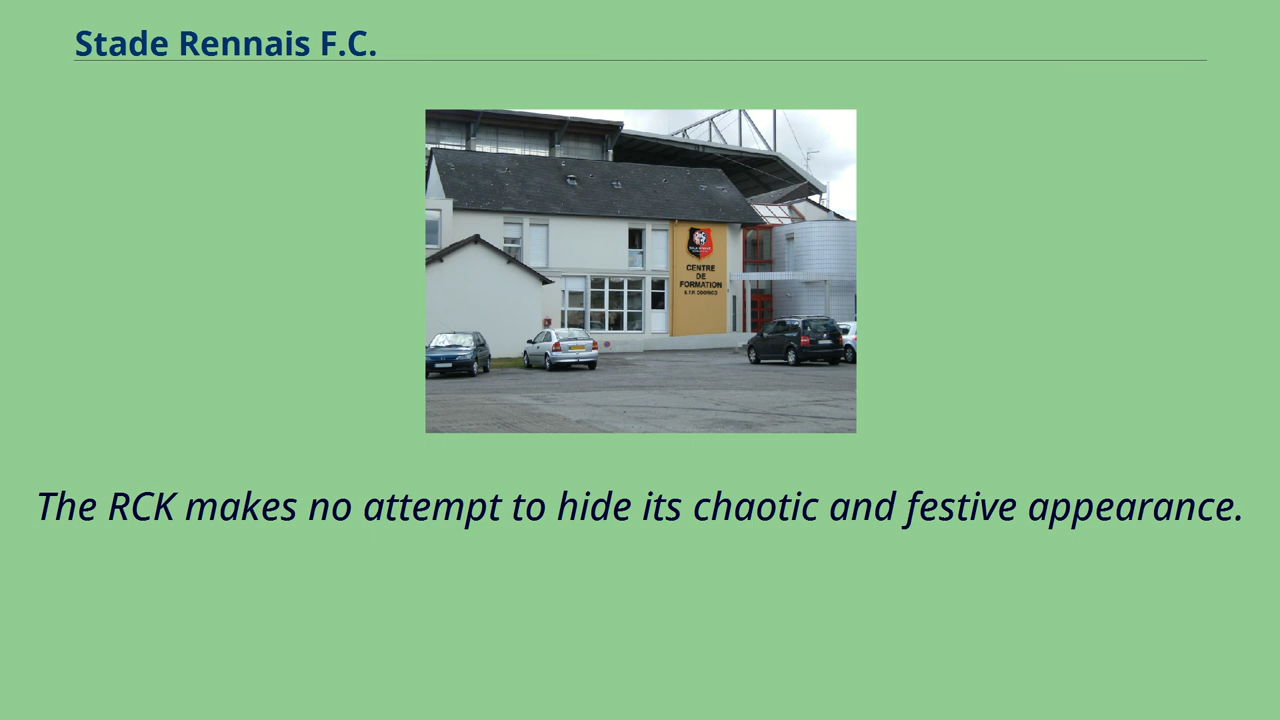 Stade Rennais F.C.
CENTRE
DE
FORMATION
The RCK makes no attempt to hide its chaotic and festive appearance.